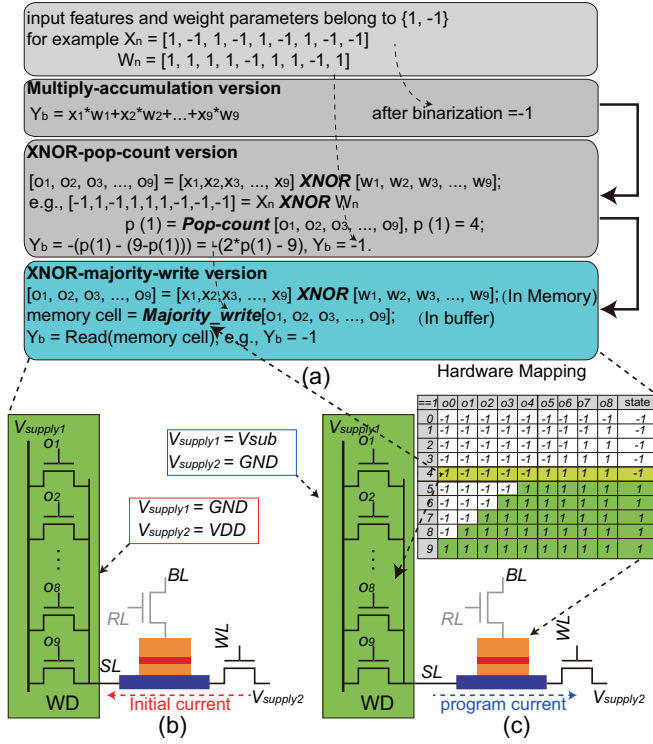 input features and weight parameters belong to {1, -1}
for example Xn = [1, -1, 1, -1, 1, -1, 1, -1, -1]
Wn = [1, 1, 1, 1, -1, 1, 1, -1, 1]
Multiply-accumulation version
Yb = x1*w1+x2*w2+...+x9*w9 after binarization =-1
XNOR-pop-count version
[o1, o2, o3, ..., o9] = [x1,x2,x3, ..., x9] XNOR [w1, w2, w3, ..., w9];
e.g., [-1,1,-1,1,1,1,-1,-1,-1] = Xn XNOR Wn
p (1) = Pop-count [o1, o2, o3, ..., o9], p (1) = 4;
Yb = -(p(1) - (9-p(1))) = -(2*p(1) - 9), Yb = -1.
XNOR-majority-write version
[o1, o2, o3, ..., o9] = [x1,x2,x3, ..., x9] XNOR [w1, w2, w3, ..., w9]; (In Memory)
memory cell = Majority_write[o1, o2, o3, ..., o9]; (In buffer)
Yb = Read(memory cell), e.g., Yb = -1
(a)
Hardware Mapping
==1 o0 o1 o2 o3 o4 o5 o6 o7 o8 state
0 -1 -1 -1 -1 -1 -1 -1 -1 -1 -1
1 -1 -1 -1 -1 -1 -1 -1 -1 1 -1
2 -1 -1 -1 -1 -1 -1 -1 1 1 -1
3 -1 -1 -1 -1 -1 -1 1 1 1 -1
4 -1 -1 -1 -1 -1 1 1 1 1 -1
5 -1 -1 -1 -1 1 1 1 1 1 1
6 -1 -1 -1 1 1 1 1 1 1 1
7 -1 -1 1 1 1 1 1 1 1 1
8 -1 1 1 1 1 1 1 1 1 1
9 1 1 1 1 1 1 1 1 1 1
Vsupply1
o1
o2
o8
o9
WD
Vsupply1 = GND
Vsupply2 = VDD
BL
RL
WL
SL
Vsupply2
Initial current
(b)
Vsupply1 = Vsub
Vsupply2 = GND
Vsupply1
o1
o2
o8
o9
WD
BL
RL
WL
SL
Vsupply2
program current
(c)